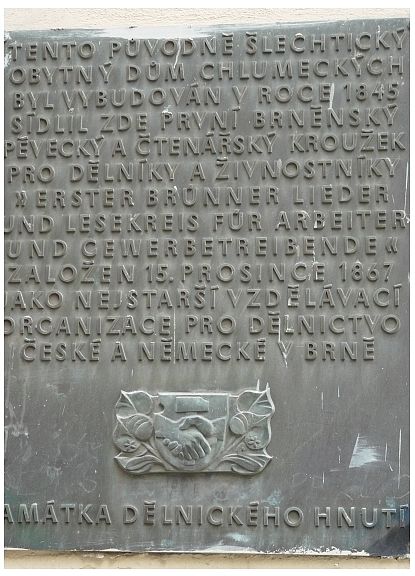 TENTO PŮVODNĚ ŠLECHTICKÝ
OBYTNÝ DŮM CHLUMECKÝCH
BYL VYBUDOVÁN V ROCE 1845
SÍDLIL ZDE PRVNÍ BRNĚNSKÝ
PĚVECKÝ A ČTENÁŘSKÝ KROUŽEK
PRO DĚLNÍKY A ŽIVNOSTNÍKY
»ERSTER BRÜNNER LIEDER
UND LESEKREIS FÜR ARBEITER
UND GEWERBETREIBENDE«
ZALOŽEN 15. PROSINCE 1867
JAKO NEJSTARŠÍ VZDĚLÁVACÍ
ORGANIZACE PRO DĚLNICTVO
ČESKÉ A NĚMECKÉ V BRNĚ
PAMÁTKA DĚLNICKÉHO HNUTÍ